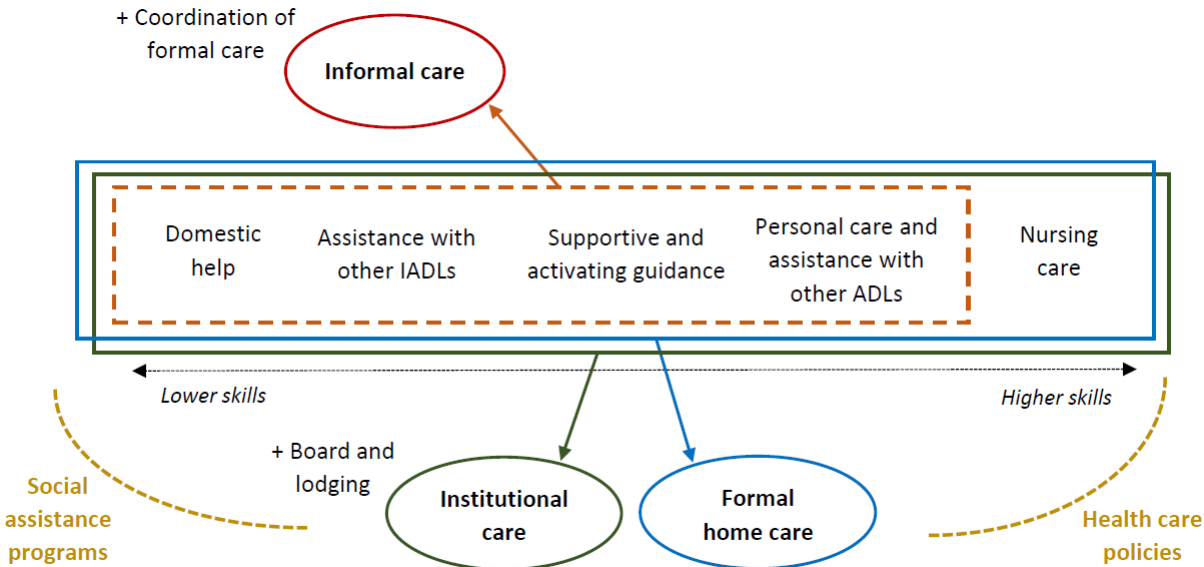 + Coordination of
formal care
Informal care
Domestic
help
Assistance with
other IADLs
Supportive and
activating guidance
Personal care and
assistance with
other ADLs
Nursing
care
Lower skills
Higher skills
+ Board and
lodging
Institutional
care
Formal
home care
Social
assistance
programs
Health care
policies